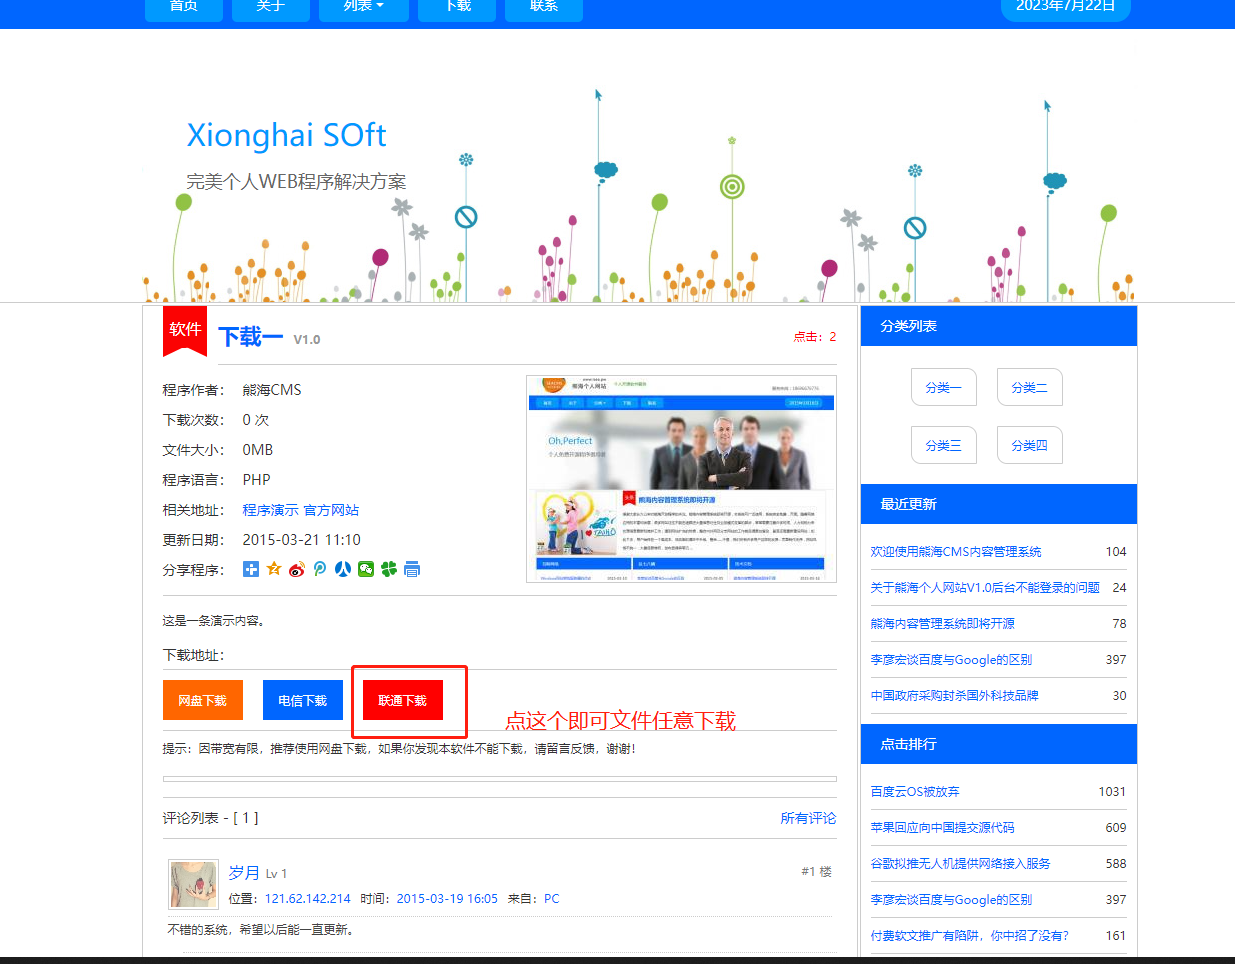 首页 关于 列表 下载 联系 2023年7月22日
Xionghai SOft
完美个人WEB程序解决方案
软件 下载一 V1.0 点击：2
程序作者： 熊海CMS
下载次数： 0 次
文件大小： 0MB
程序语言： PHP
相关地址： 程序演示 官方网站
更新日期： 2015-03-21 11:10
分享程序：
Oh,Perfect
熊海内容管理系统即将开源
这是一条演示内容。
下载地址：
网盘下载 电信下载 联通下载
点这个即可文件任意下载
提示：因带宽有限，推荐使用网盘下载，如果你发现本软件不能下载，请留言反馈，谢谢！
评论列表 - [ 1 ] 所有评论
岁月 Lv 1 #1 楼
位置：121.62.142.214 时间：2015-03-19 16:05 来自：PC
不错的系统，希望以后能一直更新。
分类列表
分类一 分类二
分类三 分类四
最近更新
欢迎使用熊海CMS内容管理系统 104
关于熊海个人网站V1.0后台不能登录的问题 24
熊海内容管理系统即将开源 78
李彦宏谈百度与Google的区别 397
中国政府采购封杀国外科技品牌 30
点击排行
百度云OS被放弃 1031
苹果回应向中国提交源代码 609
谷歌拟推无人机提供网络接入服务 588
李彦宏谈百度与Google的区别 397
付费软文推广有陷阱，你中招了没有？ 161